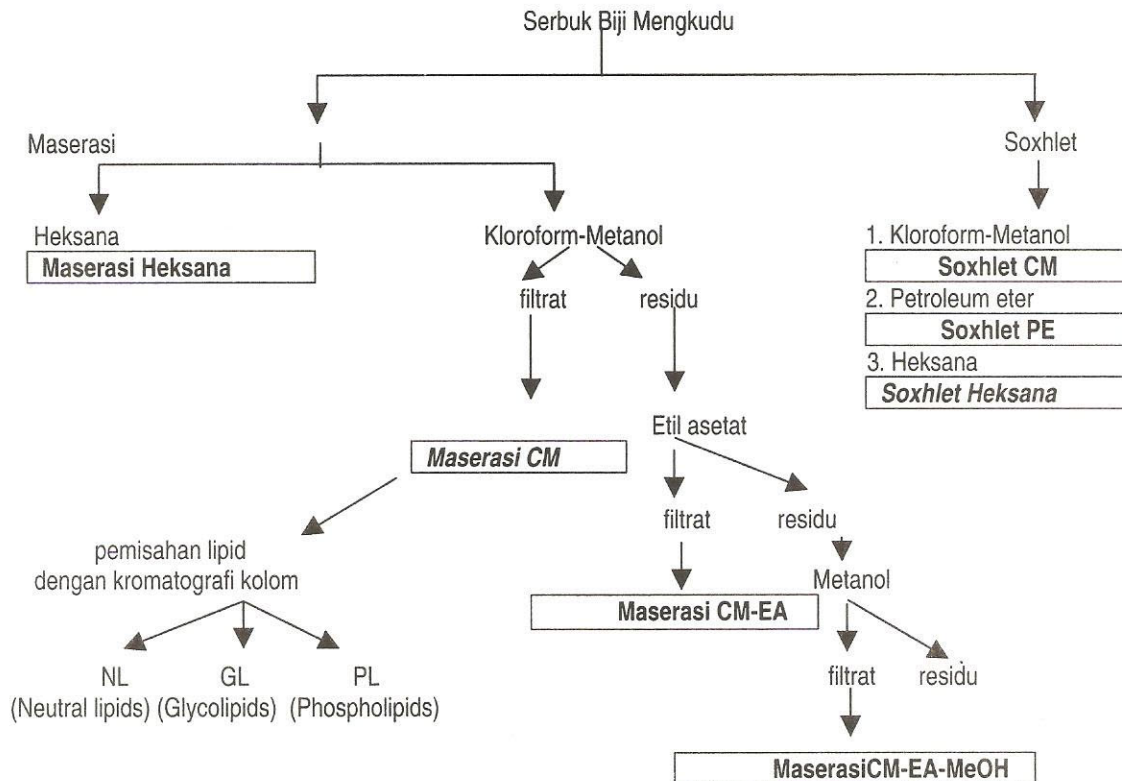 Serbuk Biji Mengkudu
Maserasi
Soxhlet
Heksana
Maserasi Heksana
Kloroform-Metanol
filtrat
residu
1. Kloroform-Metanol
Soxhlet CM
2. Petroleum eter
Soxhlet PE
3. Heksana
Soxhlet Heksana
Maserasi CM
Etil asetat
filtrat
residu
pemisahan lipid
dengan kromatografi kolom
Maserasi CM-EA
Metanol
NL
(Neutral lipids)
GL
(Glycolipids)
PL
(Phospholipids)
filtrat
residu
MaserasiCM-EA-MeOH